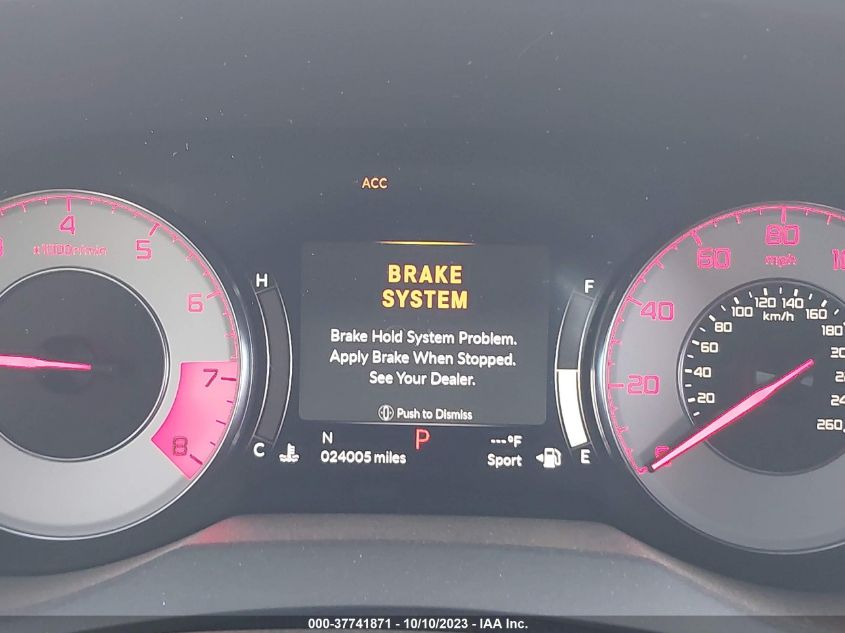 ACC
3
4
5
6
7
8
x1000r/min
H
C
BRAKE
SYSTEM
Brake Hold System Problem.
Apply Brake When Stopped.
See Your Dealer.
Push to Dismiss
N
P
---°F
024005 miles
Sport
F
E
20
40
60
80
mph
20
40
60
80
100
120
140
160
180
260
km/h
000-37741871 - 10/10/2023 - IAA Inc.